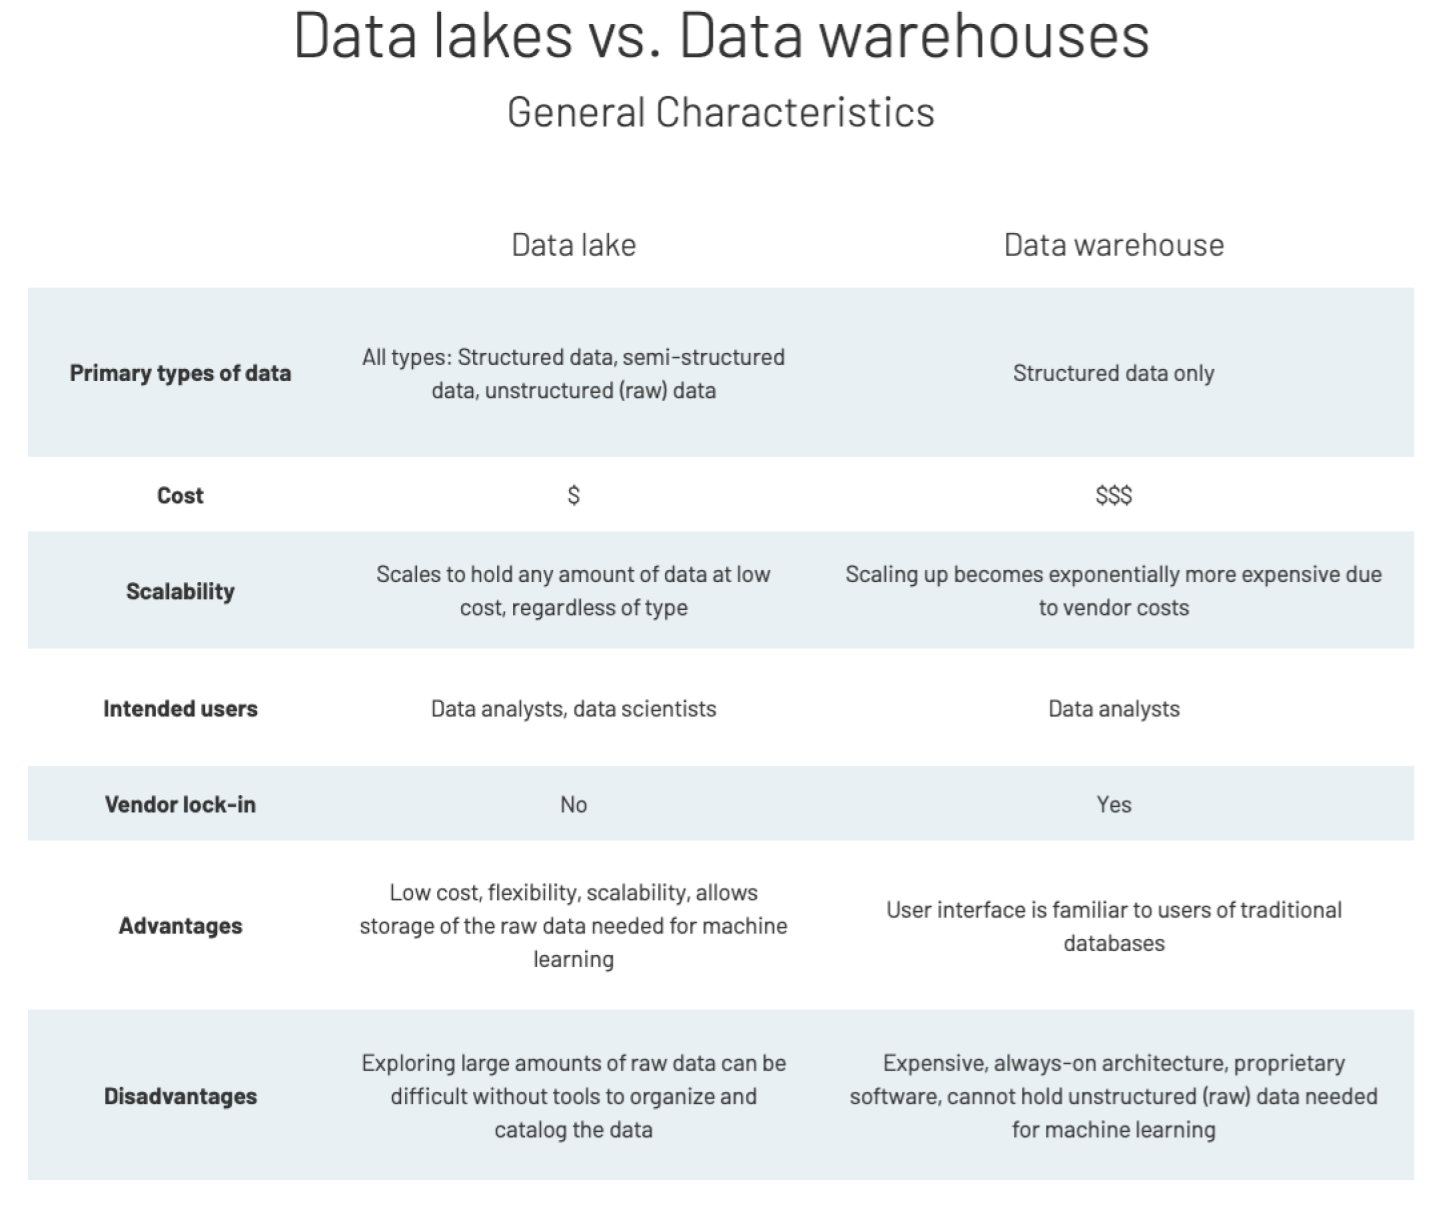 Data lakes vs. Data warehouses
General Characteristics
Data lake
Data warehouse
Primary types of data
All types: Structured data, semi-structured
data, unstructured (raw) data
Structured data only
Cost
$
$$$
Scalability
Scales to hold any amount of data at low
cost, regardless of type
Scaling up becomes exponentially more expensive due
to vendor costs
Intended users
Data analysts, data scientists
Data analysts
Vendor lock-in
No
Yes
Advantages
Low cost, flexibility, scalability, allows
storage of the raw data needed for machine
learning
User interface is familiar to users of traditional
databases
Disadvantages
Exploring large amounts of raw data can be
difficult without tools to organize and
catalog the data
Expensive, always-on architecture, proprietary
software, cannot hold unstructured (raw) data needed
for machine learning